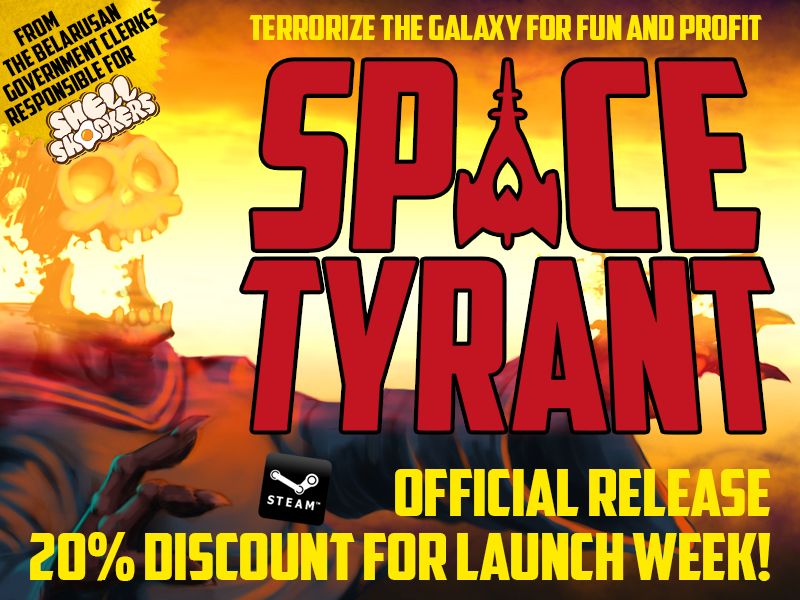 FROM
THE BELARUSAN
GOVERNMENT CLERKS
RESPONSIBLE FOR
SHELL
SHOCKERS
TERRORIZE THE GALAXY FOR FUN AND PROFIT
SPACE
TYRANT
STEAM™
OFFICIAL RELEASE
20% DISCOUNT FOR LAUNCH WEEK!